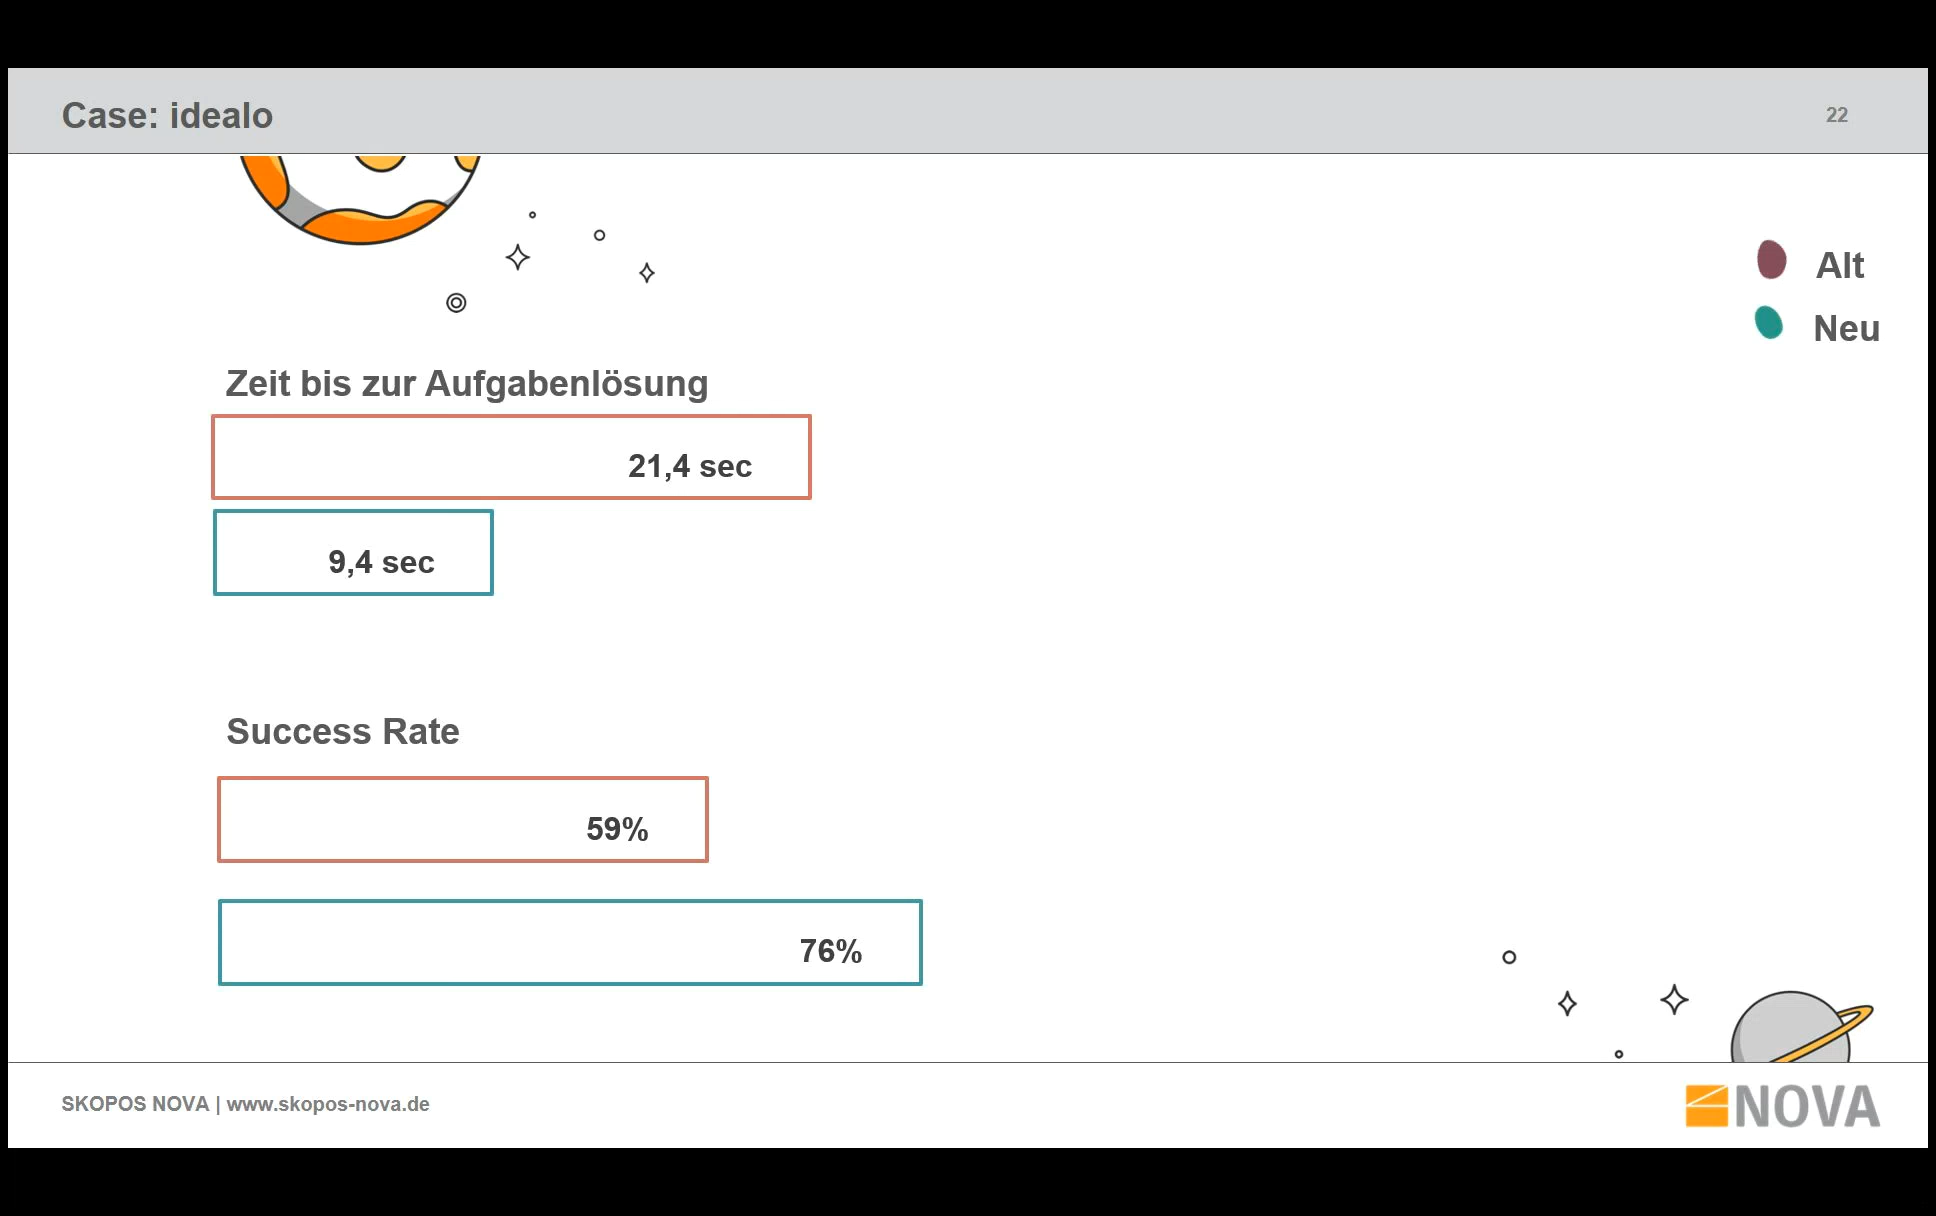 Case: idealo
22
Alt
Neu
Zeit bis zur Aufgabenlösung
21,4 sec
9,4 sec
Success Rate
59%
76%
SKOPOS NOVA | www.skopos-nova.de
NOVA